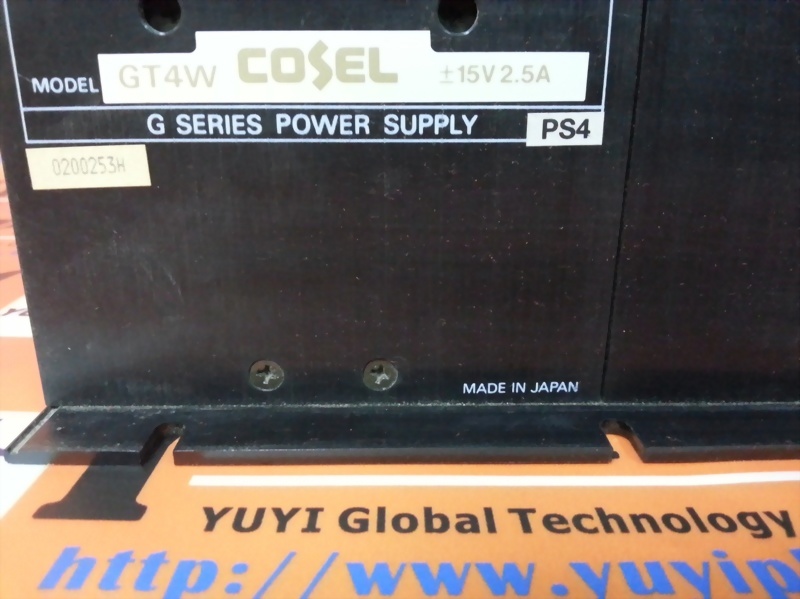 MODEL GT4W COSEL ±15V 2.5A
G SERIES POWER SUPPLY PS4
0200253H
MADE IN JAPAN
YUYI Global Technology
http://www.yuyipl